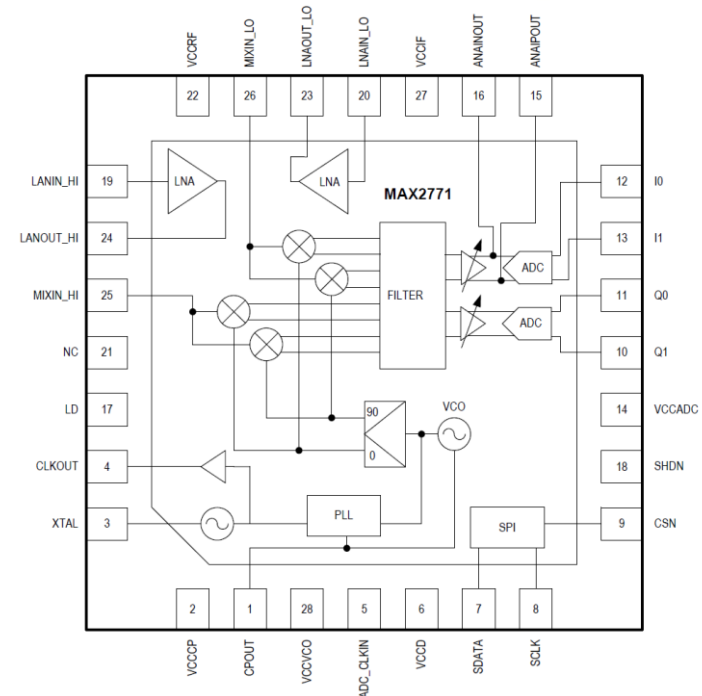 VCCRF
MIXIN_LO
LNAOUT_LO
LNAIN_LO
VCCIF
ANAINOUT
ANAIPOUT
22
26
23
20
27
16
15
LANIN_HI
19
LNA
LNA
MAX2771
12
I0
LANOUT_HI
24
ADC
13
I1
MIXIN_HI
25
FILTER
11
Q0
ADC
NC
21
10
Q1
LD
17
90
VCO
14
VCCADC
CLKOUT
4
0
18
SHDN
XTAL
3
PLL
SPI
9
CSN
2
1
28
5
6
7
8
VCCCP
CPOUT
VCCVCO
ADC_CLKIN
VCCD
SDATA
SCLK